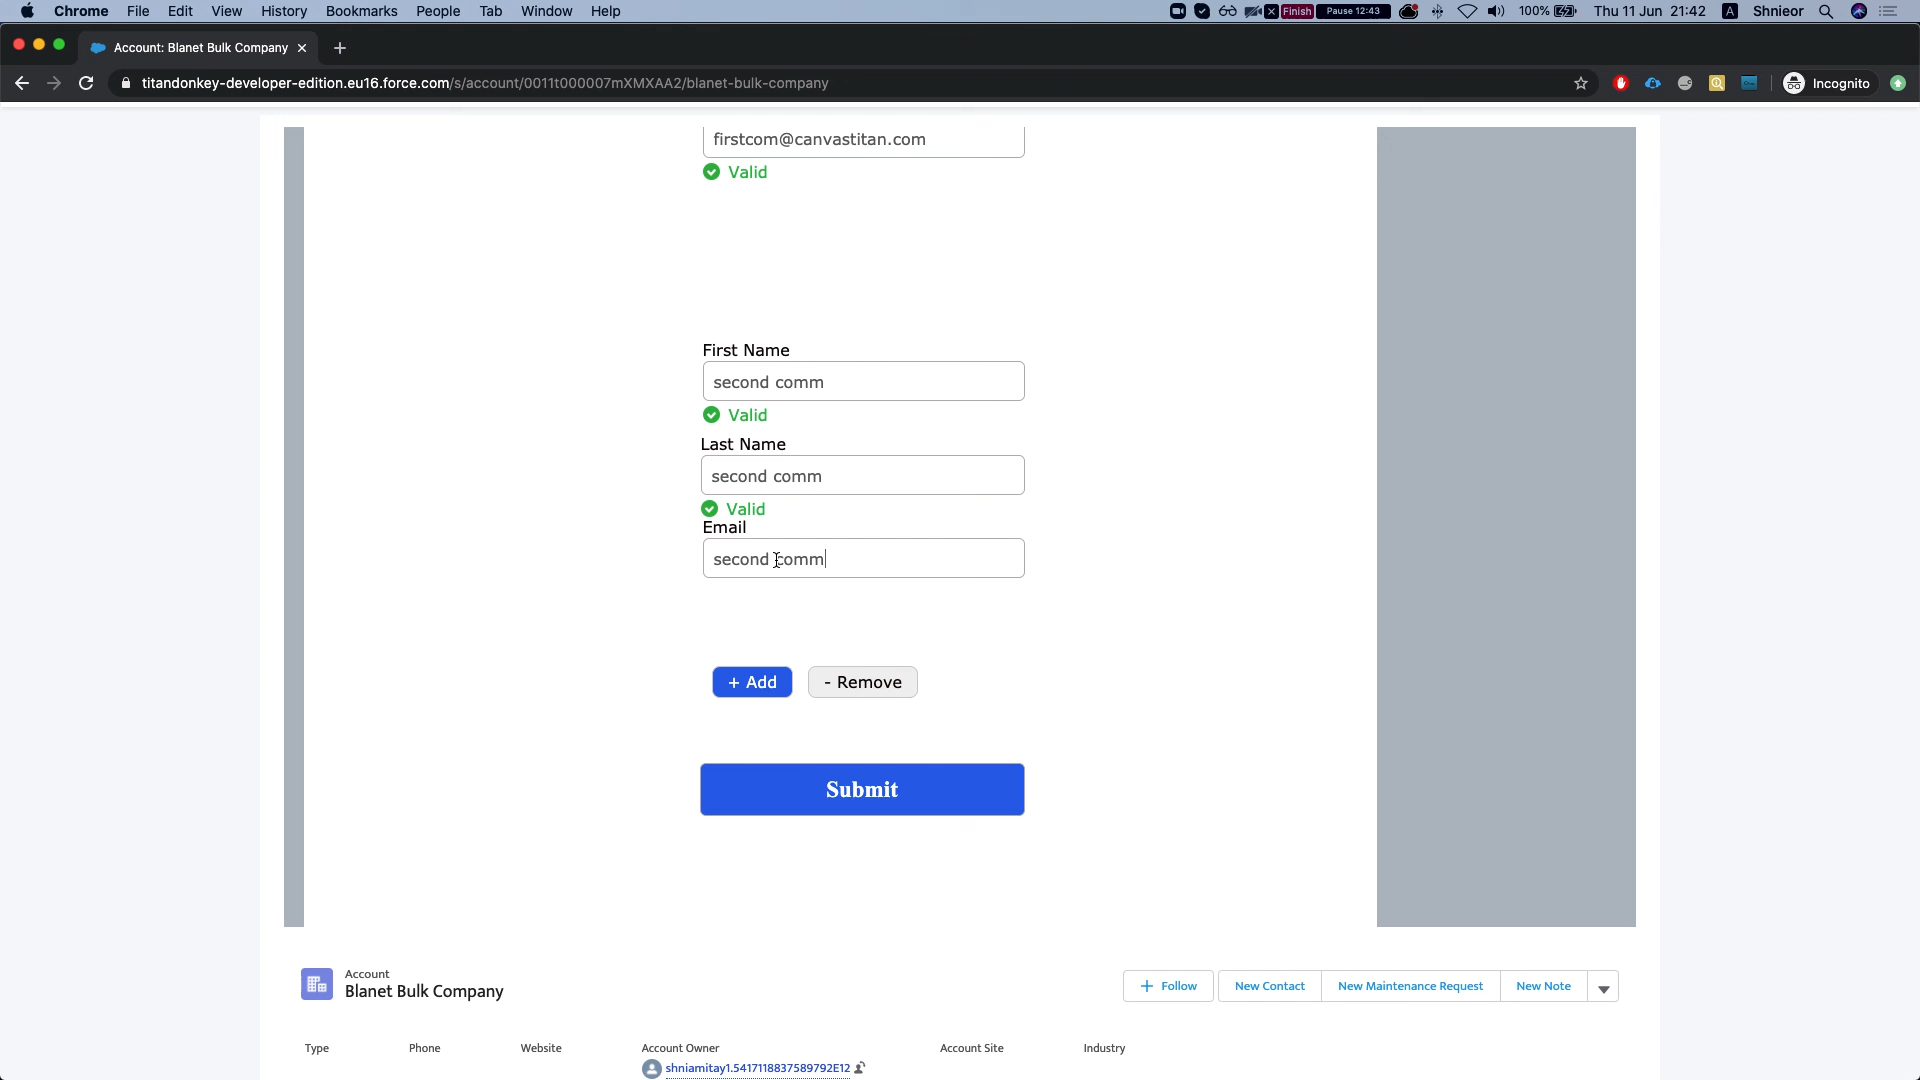 Chrome File Edit View History Bookmarks People Tab Window Help
Finish Pause 12:43 100% Thu 11 Jun 21:42 A Shnieor
Account: Blanet Bulk Company
titandonkey-developer-edition.eu16.force.com/s/account/0011t000007mXMXAA2/blanet-bulk-company
Incognito
firstcom@canvastitan.com
Valid
First Name
second comm
Valid
Last Name
second comm
Valid
Email
second comm
+ Add - Remove
Submit
Account
Blanet Bulk Company
+ Follow New Contact New Maintenance Request New Note
Type Phone Website Account Owner Account Site Industry
shniamitay1.5417118837589792E12